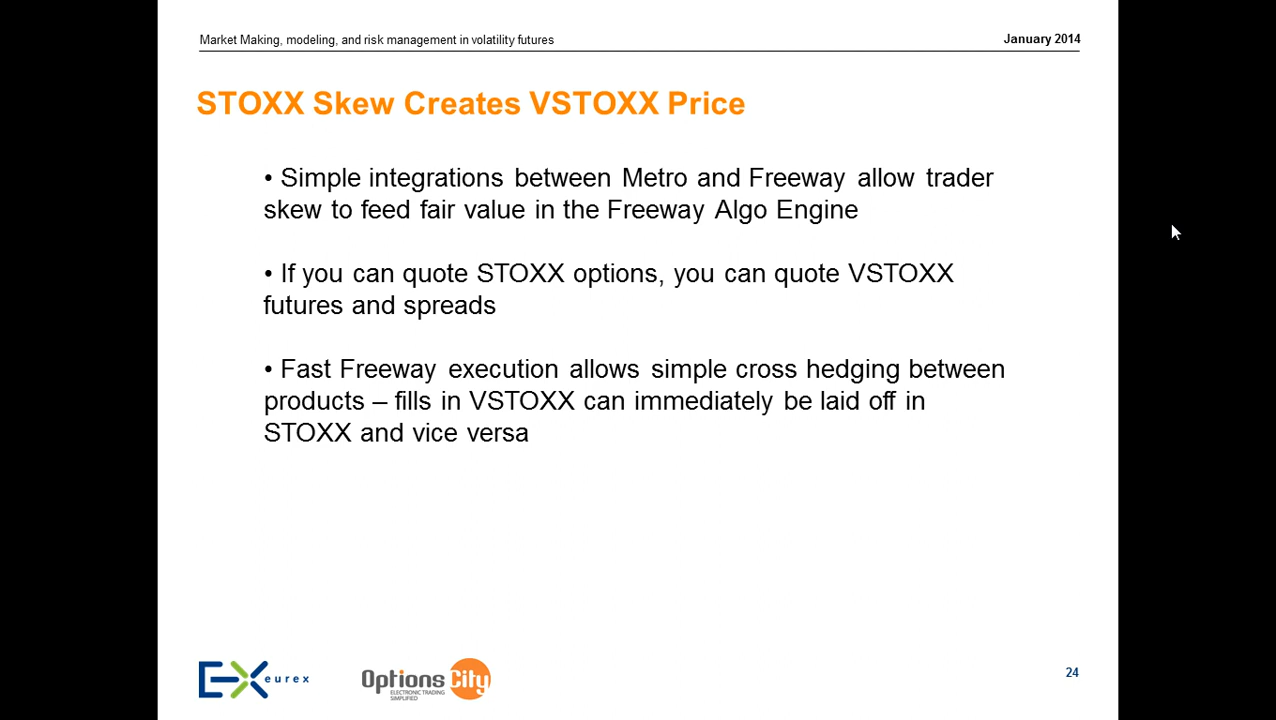 Market Making, modeling, and risk management in volatility futures
January 2014
STOXX Skew Creates VSTOXX Price
• Simple integrations between Metro and Freeway allow trader
skew to feed fair value in the Freeway Algo Engine
• If you can quote STOXX options, you can quote VSTOXX
futures and spreads
• Fast Freeway execution allows simple cross hedging between
products – fills in VSTOXX can immediately be laid off in
STOXX and vice versa
EX eurex
OptionsCity
ELECTRONIC TRADING
SIMPLIFIED
24